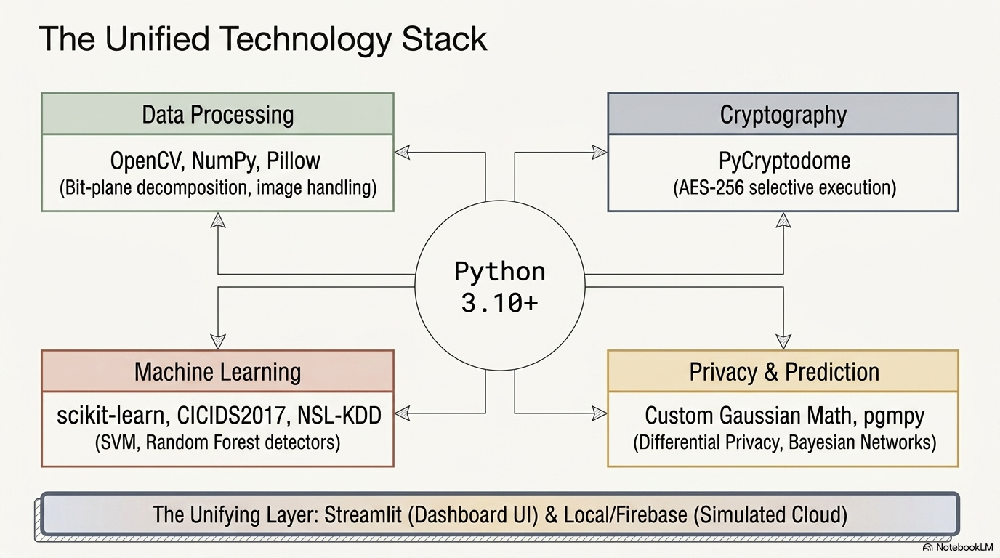 The Unified Technology Stack
Data Processing
OpenCV, NumPy, Pillow
(Bit-plane decomposition, image handling)
Cryptography
PyCryptodome
(AES-256 selective execution)
Python
3.10+
Machine Learning
scikit-learn, CICIDS2017, NSL-KDD
(SVM, Random Forest detectors)
Privacy & Prediction
Custom Gaussian Math, pgmpy
(Differential Privacy, Bayesian Networks)
The Unifying Layer: Streamlit (Dashboard UI) & Local/Firebase (Simulated Cloud)
NotebookLM